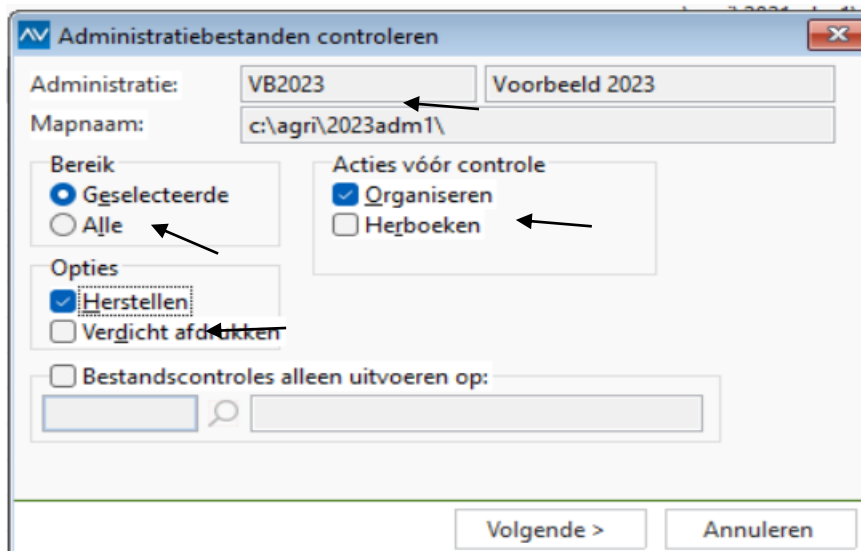 Administratiebestanden controleren
Administratie: VB2023 Voorbeeld 2023
Mapnaam: c:\agri\2023adm1\
Bereik
Geselecteerde
Alle
Acties vóór controle
Organiseren
Herboeken
Opties
Herstellen
Verdicht afdrukken
Bestandscontroles alleen uitvoeren op:
Volgende > Annuleren